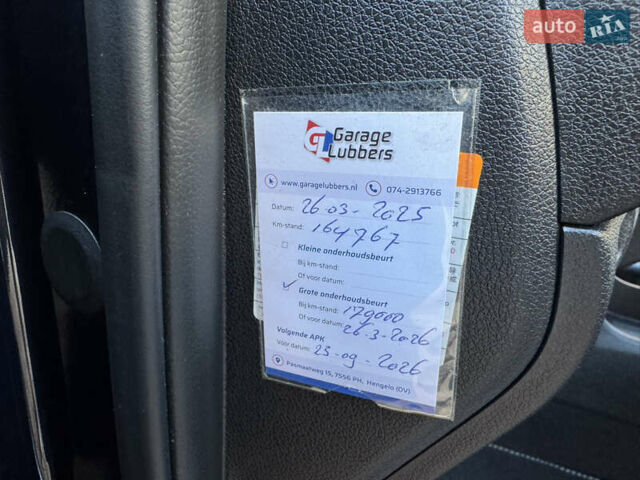 auto RIA
GL Garage
Lubbers
www.garagelubbers.nl 074-2913766
Datum: 26-03-2025
Km-stand: 164767
Kleine onderhoudsbeurt
Bij km-stand:
Of voor datum:
Grote onderhoudsbeurt
Bij km-stand: 179000
Of voor datum: 26-3-2026
Volgende APK
Voor datum: 23-09-2026
Pasmaatweg 15, 7556 PH, Hengelo (OV)